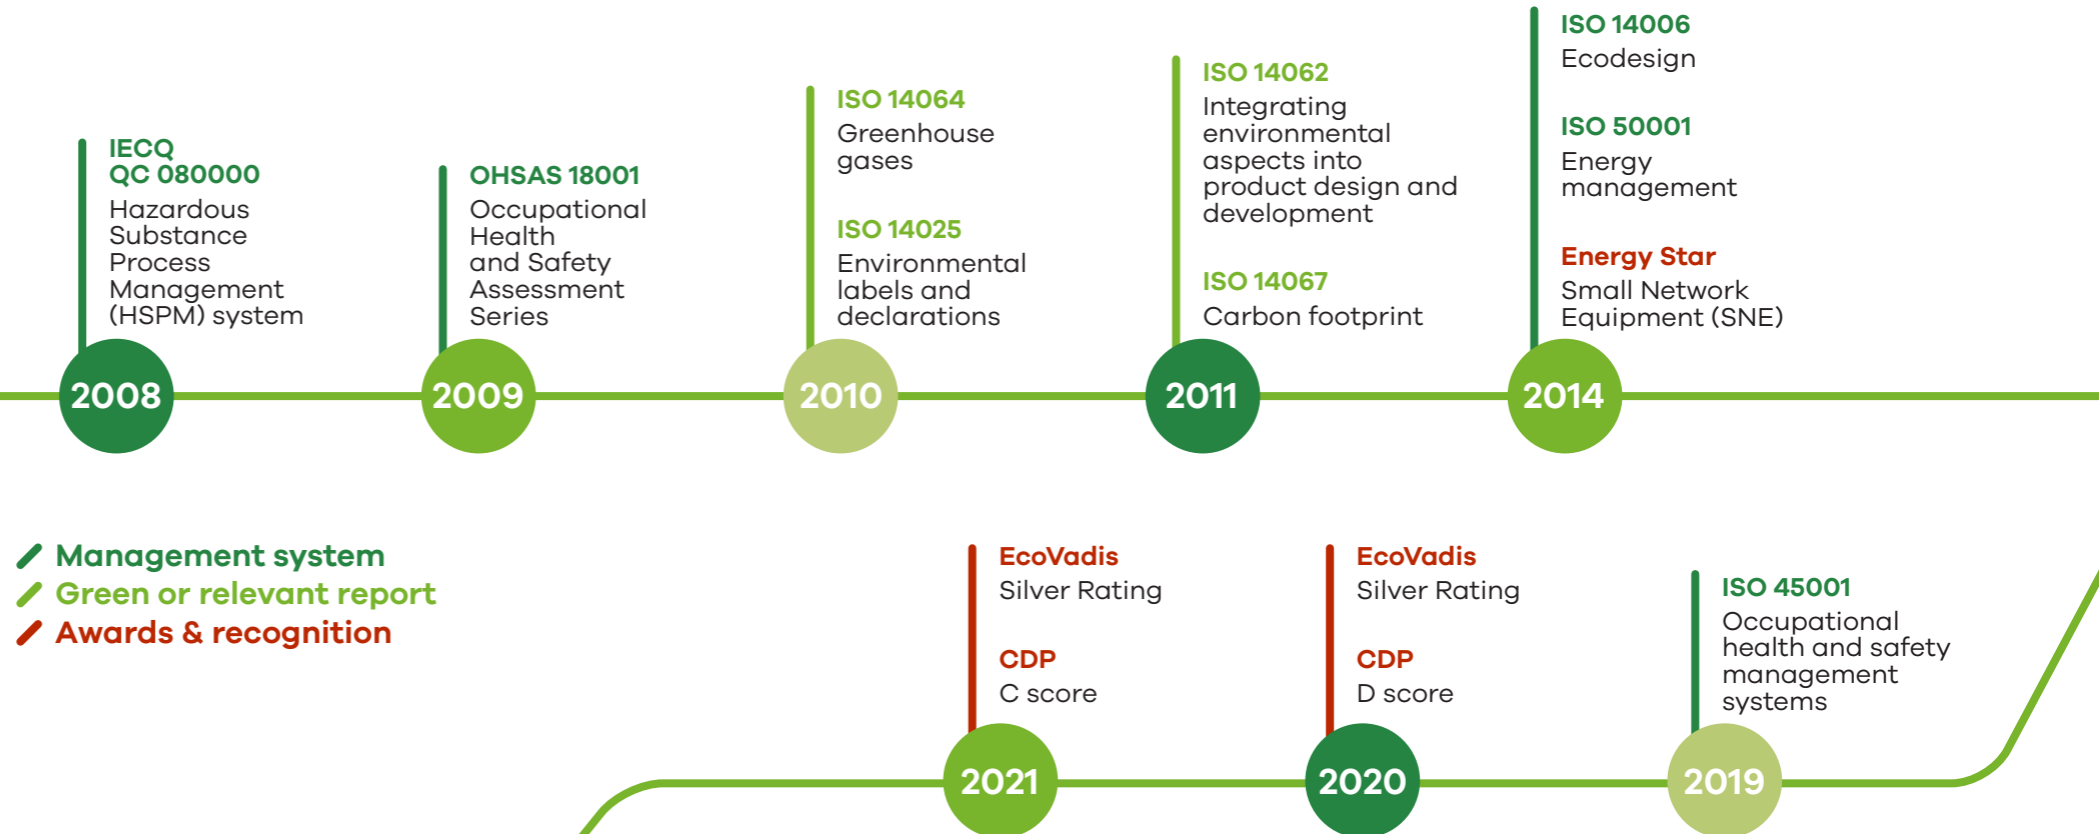 IECQ
QC 080000
Hazardous
Substance
Process
Management
(HSPM) system
2008
OHSAS 18001
Occupational
Health
and Safety
Assessment
Series
2009
ISO 14064
Greenhouse
gases
ISO 14025
Environmental
labels and
declarations
2010
ISO 14062
Integrating
environmental
aspects into
product design and
development
ISO 14067
Carbon footprint
2011
ISO 14006
Ecodesign
ISO 50001
Energy
management
Energy Star
Small Network
Equipment (SNE)
2014
Management system
Green or relevant report
Awards & recognition
EcoVadis
Silver Rating
CDP
C score
2021
EcoVadis
Silver Rating
CDP
D score
2020
ISO 45001
Occupational
health and safety
management
systems
2019